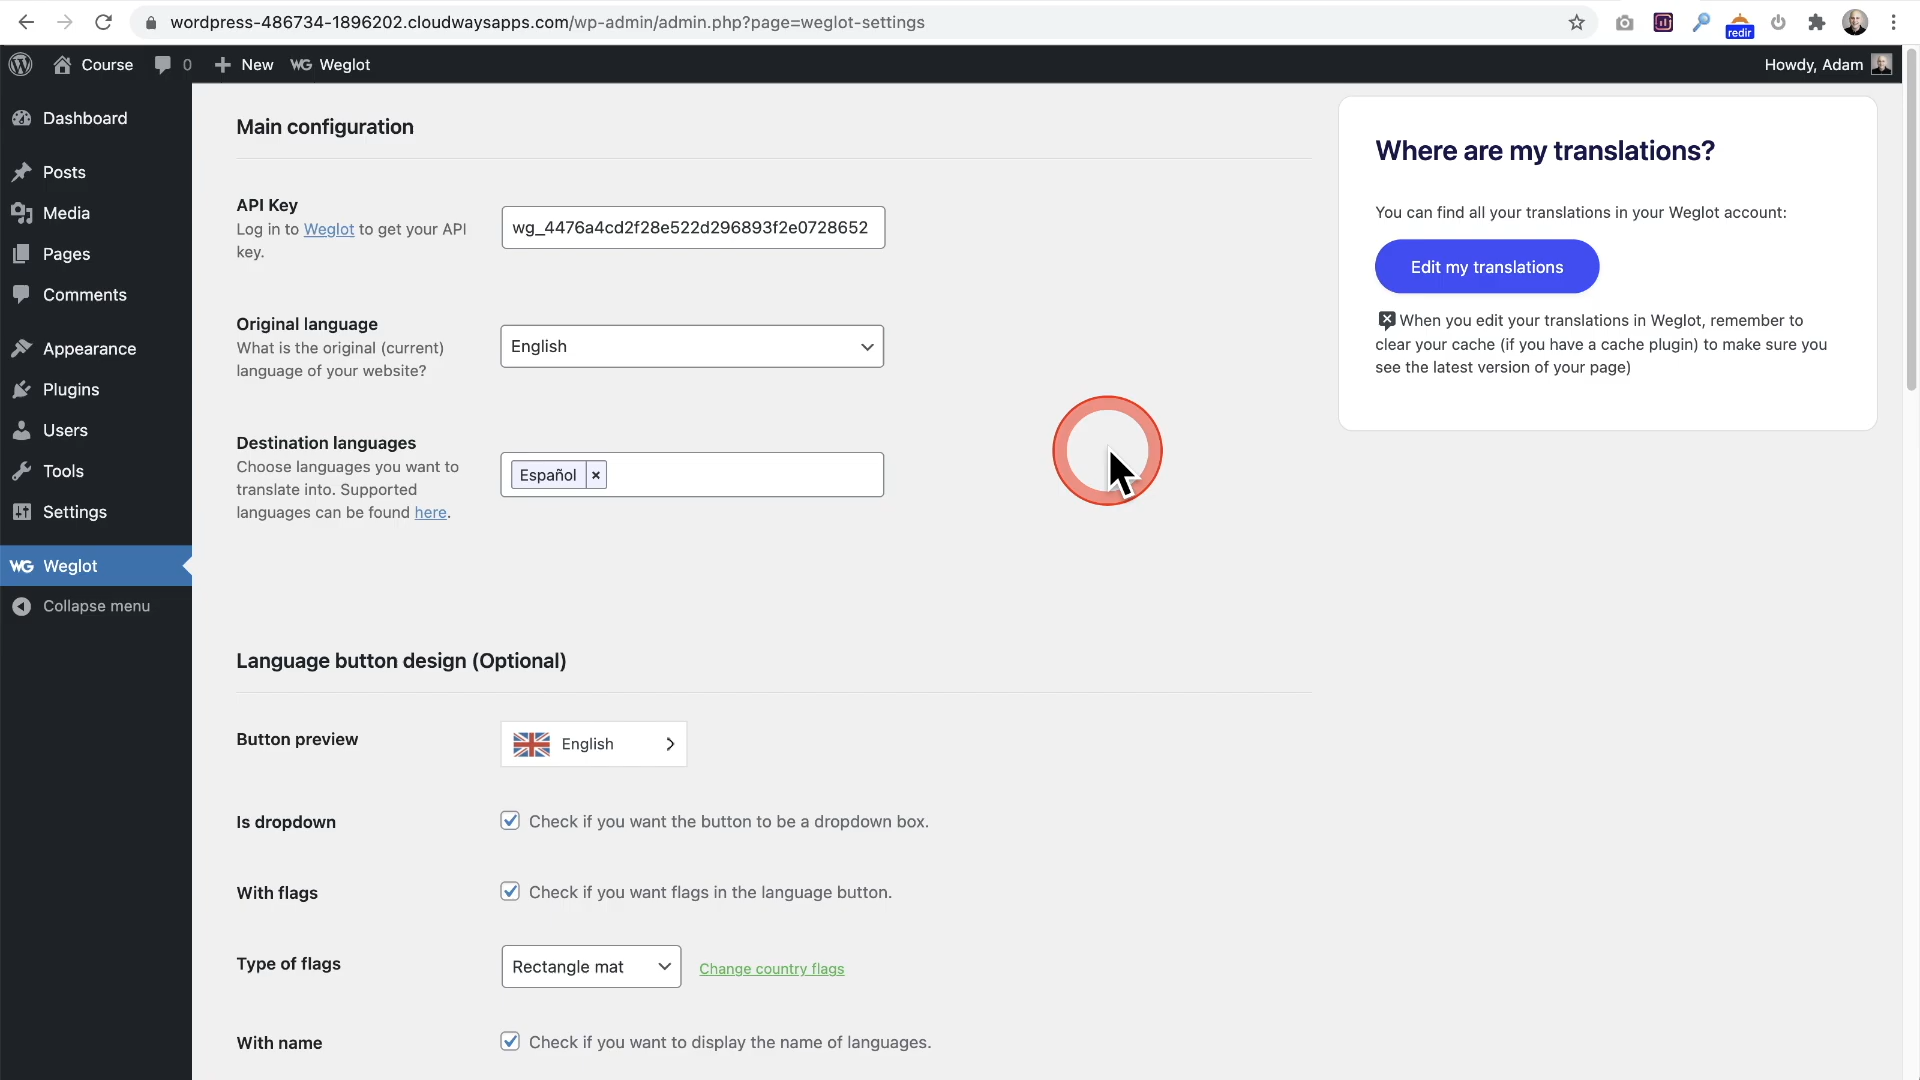 wordpress-486734-1896202.cloudwaysapps.com/wp-admin/admin.php?page=weglot-settings
redir
Course
0
New
WG Weglot
Howdy, Adam
Dashboard
Posts
Media
Pages
Comments
Appearance
Plugins
Users
Tools
Settings
WG Weglot
Collapse menu
Main configuration
API Key
Log in to Weglot to get your API
key.
wg_4476a4cd2f28e522d296893f2e0728652
Original language
What is the original (current)
language of your website?
English
Destination languages
Choose languages you want to
translate into. Supported
languages can be found here.
Español ×
Language button design (Optional)
Button preview
English
Is dropdown
Check if you want the button to be a dropdown box.
With flags
Check if you want flags in the language button.
Type of flags
Rectangle mat
Change country flags
With name
Check if you want to display the name of languages.
Where are my translations?
You can find all your translations in your Weglot account:
Edit my translations
When you edit your translations in Weglot, remember to
clear your cache (if you have a cache plugin) to make sure you
see the latest version of your page)